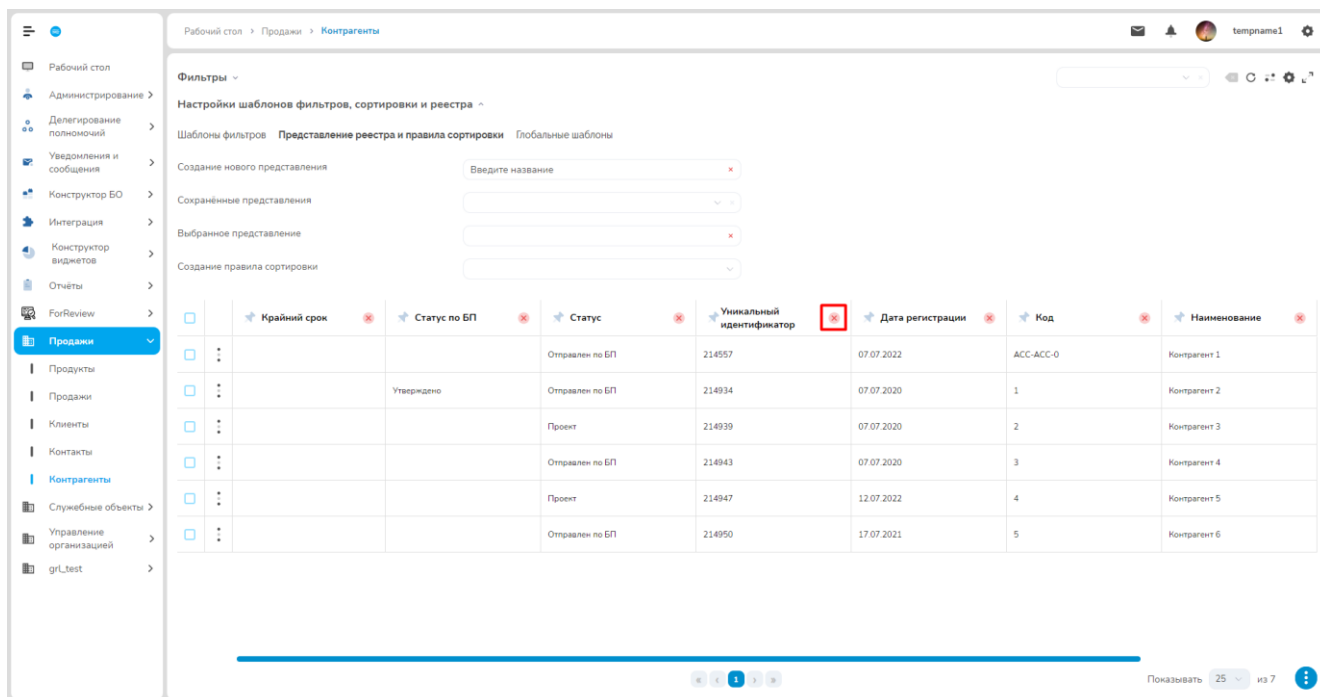 Рабочий стол > Продажи > Контрагенты
tempname1
Рабочий стол
Администрирование
Делегирование
полномочий
Уведомления и
сообщения
Конструктор БО
Интеграция
Конструктор
виджетов
Отчёты
ForReview
Продажи
Продукты
Продажи
Клиенты
Контакты
Контрагенты
Служебные объекты
Управление
организацией
grl_test
Фильтры
Настройки шаблонов фильтров, сортировки и реестра
Шаблоны фильтров Представление реестра и правила сортировки Глобальные шаблоны
Создание нового представления Введите название
Сохранённые представления
Выбранное представление
Создание правила сортировки
Крайний срок Статус по БП Статус Уникальный идентификатор Дата регистрации Код Наименование
Отправлен по БП 214557 07.07.2022 ACC-ACC-0 Контрагент 1
Утверждено Отправлен по БП 214934 07.07.2020 1 Контрагент 2
Проект 214939 07.07.2020 2 Контрагент 3
Отправлен по БП 214943 07.07.2020 3 Контрагент 4
Проект 214947 12.07.2022 4 Контрагент 5
Отправлен по БП 214950 17.07.2021 5 Контрагент 6
« ‹ 1 › »
Показывать 25 из 7